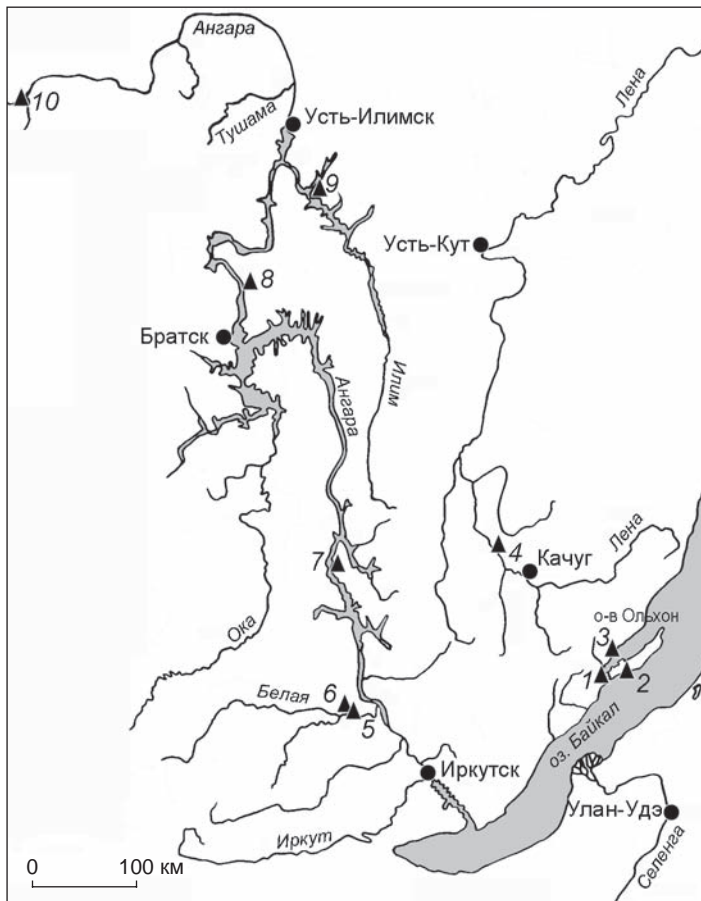 Ангара
10
Тушама
Усть-Илимск
Лена
9
Усть-Кут
8
Братск
Ангара
Илим
4
Качуг
Лена
7
о-в Ольхон
3
Ока
1
2
Белая
6
5
оз. Байкал
Иркутск
Улан-Удэ
Иркут
Селенга
0 100 км